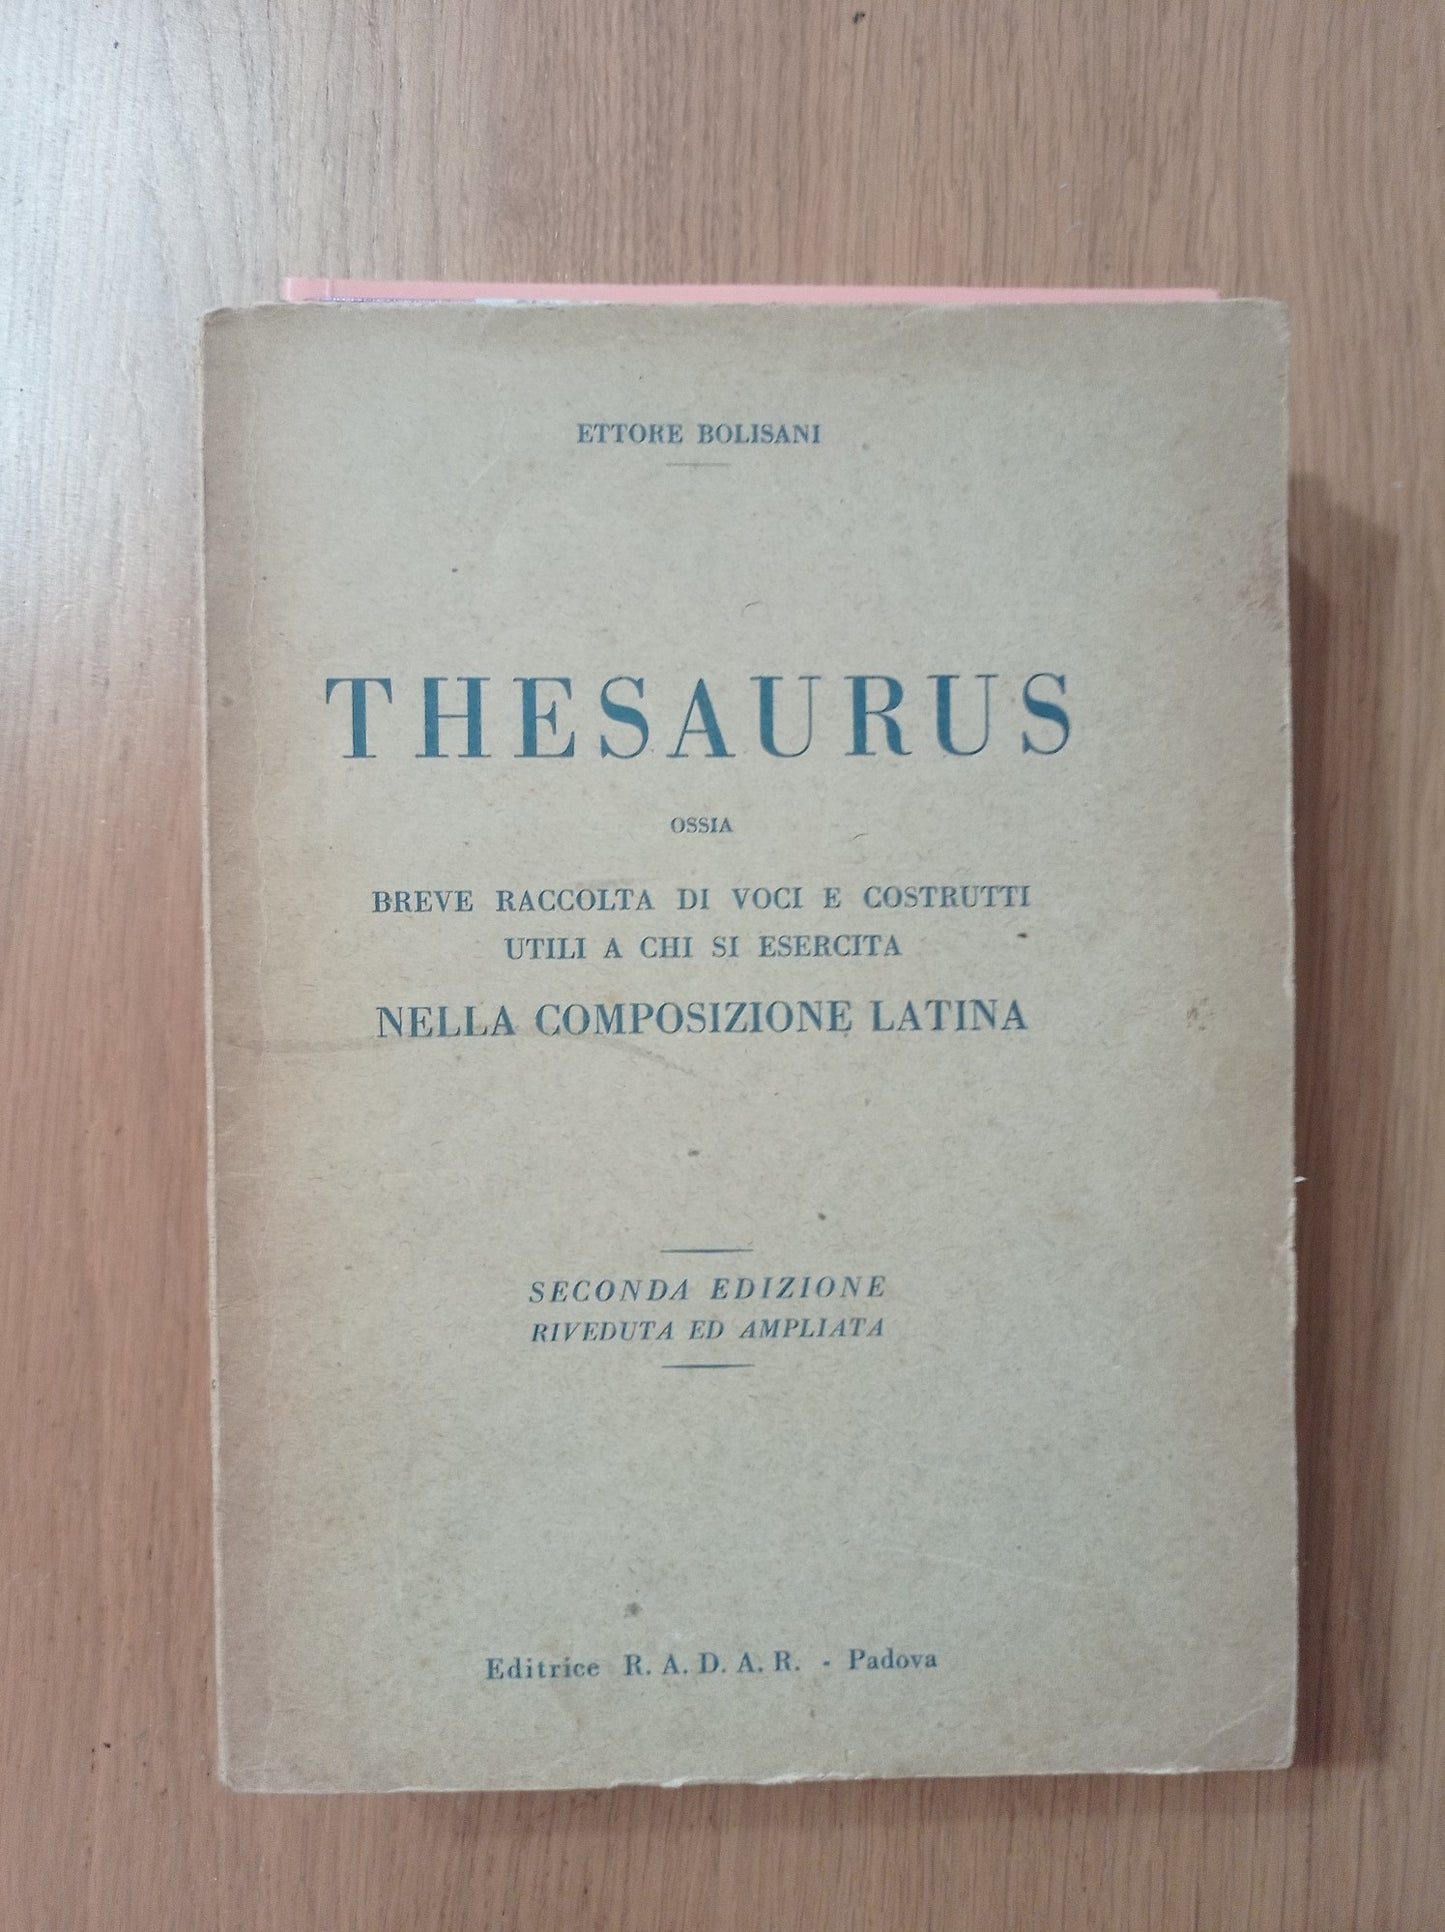 ETTORE BOLISANI
THESAURUS
OSSIA
BREVE RACCOLTA DI VOCI E COSTRUTTI
UTILI A CHI SI ESERCITA
NELLA COMPOSIZIONE LATINA
SECONDA EDIZIONE
RIVEDUTA ED AMPLIATA
Editrice R. A. D. A. R. - Padova